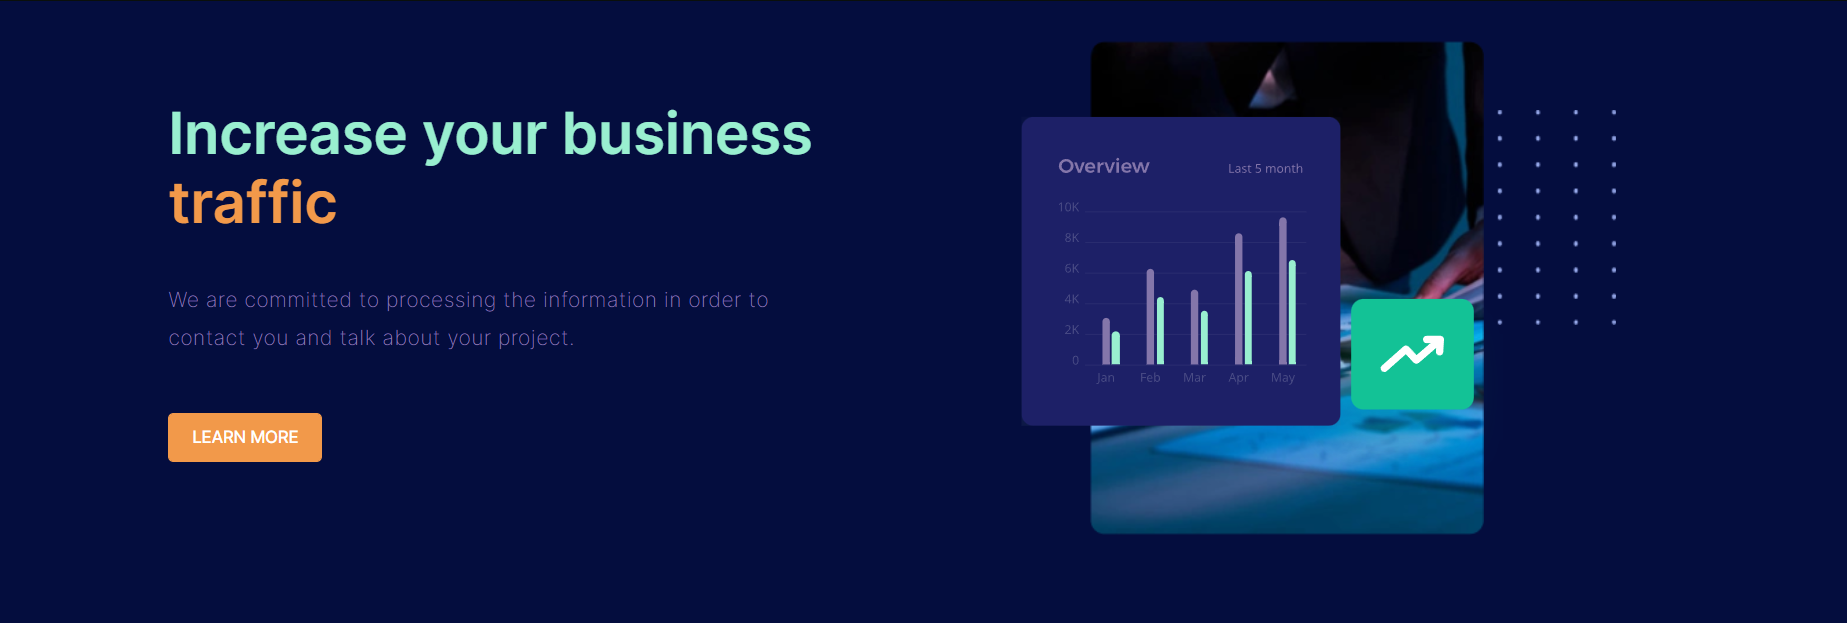 Increase your business
traffic
We are committed to processing the information in order to
contact you and talk about your project.
LEARN MORE
Overview
Last 5 month
10K
8K
6K
4K
2K
0
Jan Feb Mar Apr May